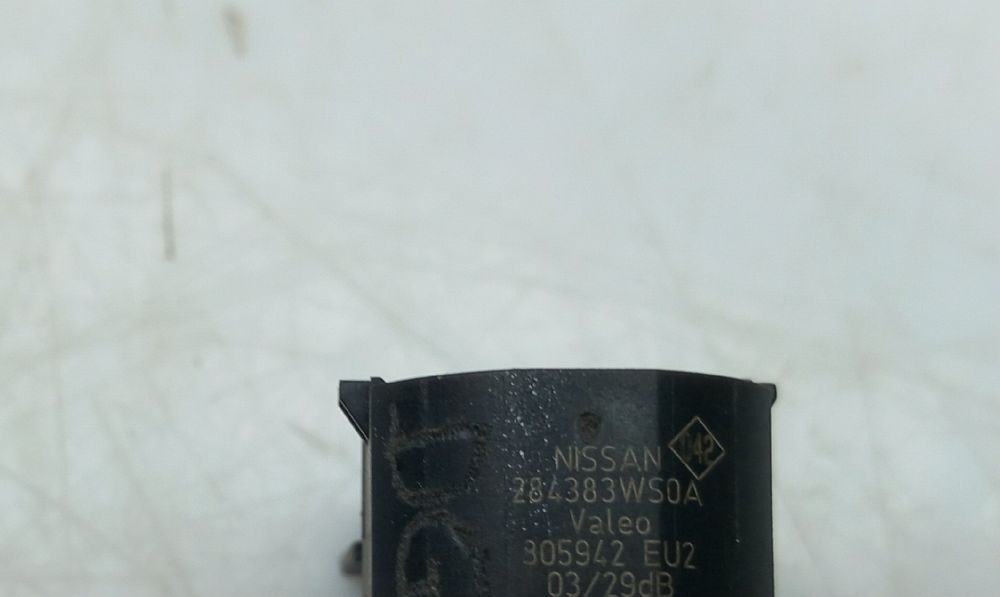 NISSAN 042
284383WS0A
Valeo
305942 EU2
03/29dB